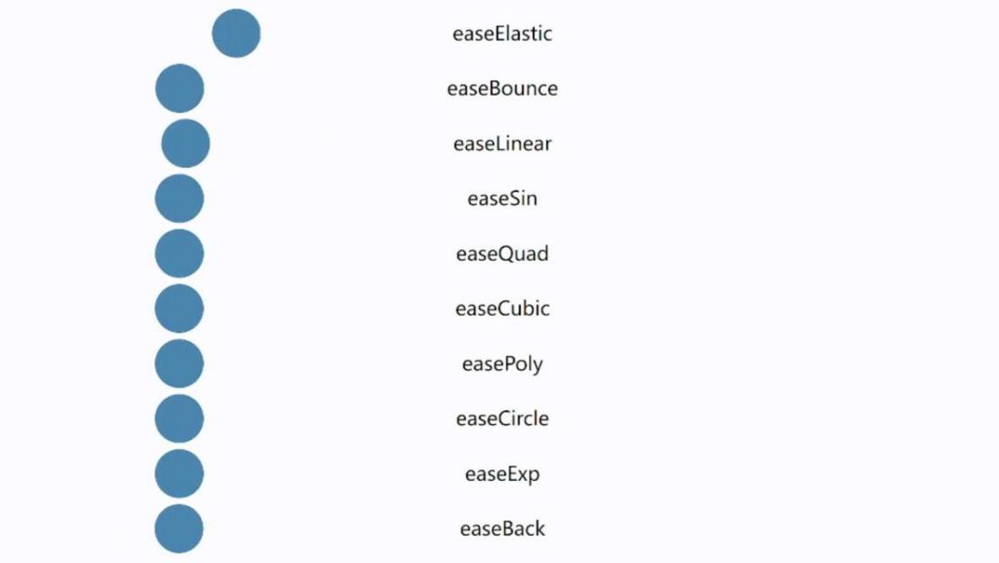 easeElastic
easeBounce
easeLinear
easeSin
easeQuad
easeCubic
easePoly
easeCircle
easeExp
easeBack